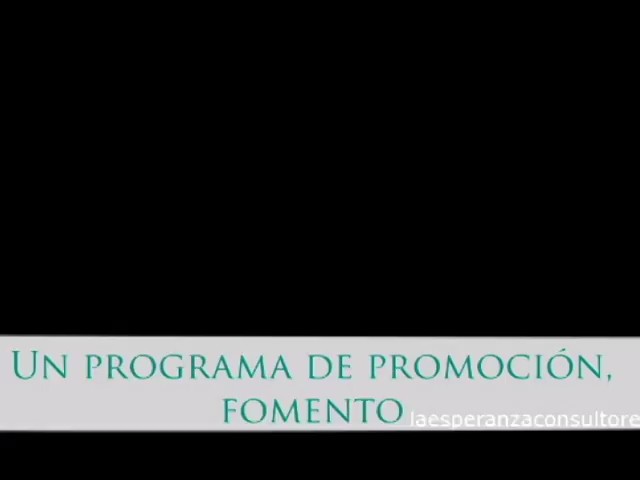 Un programa de promoción,
fomento
laesperanzaconsultore